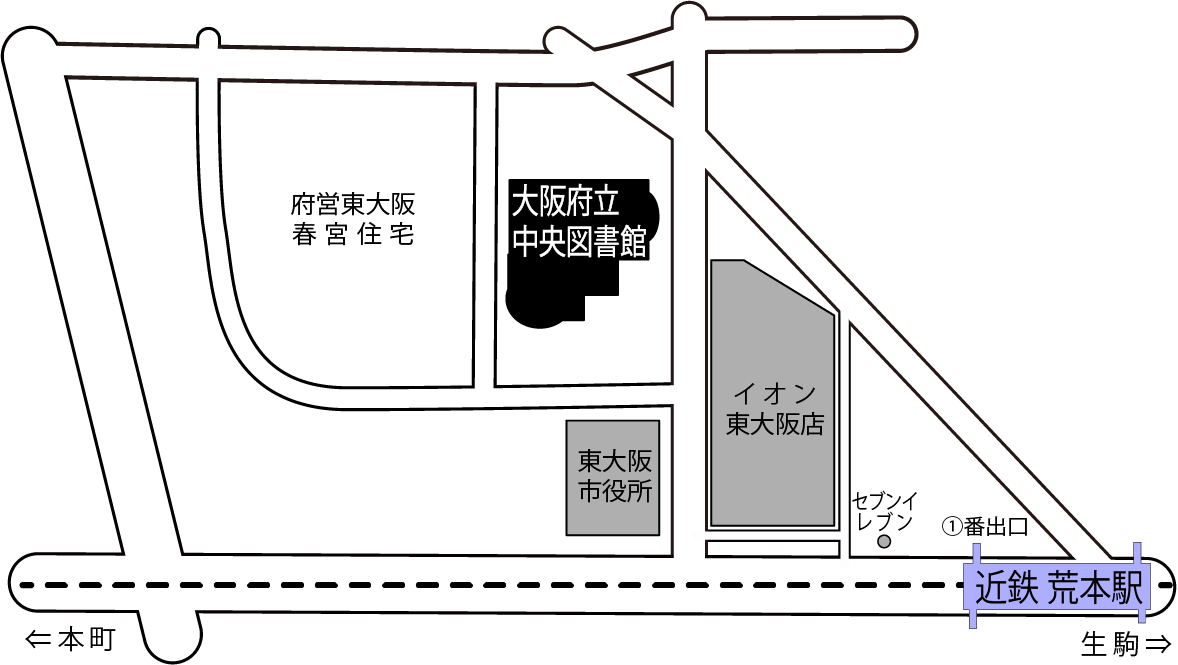 府営東大阪
春宮住宅
大阪府立
中央図書館
イオン
東大阪店
東大阪
市役所
セブンイ
レブン
①番出口
近鉄 荒本駅
⇐本町
生駒⇒